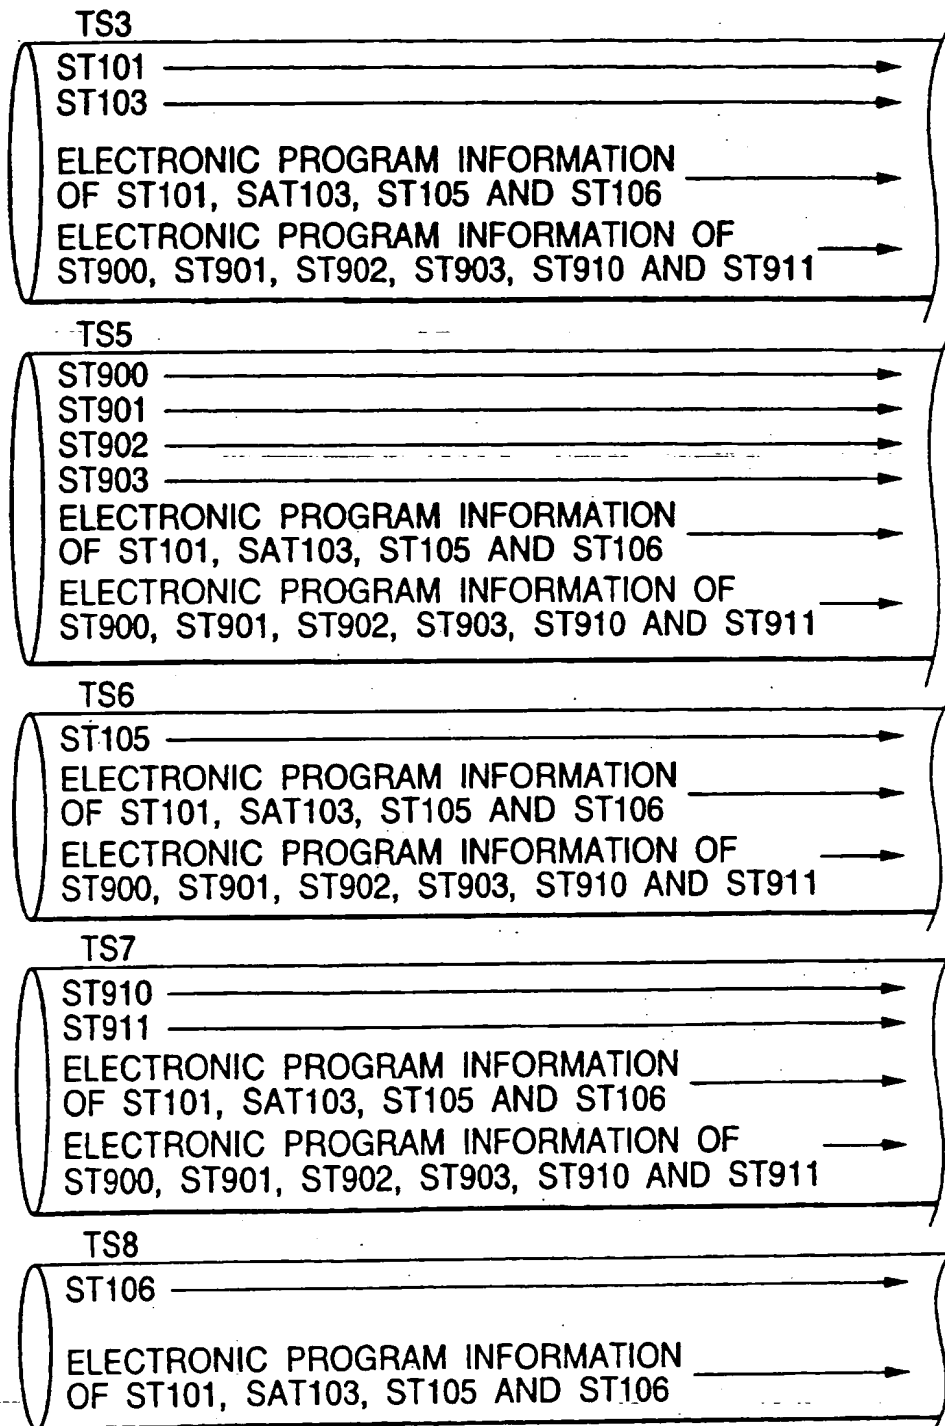 TS3
ST101
ST103
ELECTRONIC PROGRAM INFORMATION
OF ST101, SAT103, ST105 AND ST106
ELECTRONIC PROGRAM INFORMATION OF
ST900, ST901, ST902, ST903, ST910 AND ST911
TS5
ST900
ST901
ST902
ST903
ELECTRONIC PROGRAM INFORMATION
OF ST101, SAT103, ST105 AND ST106
ELECTRONIC PROGRAM INFORMATION OF
ST900, ST901, ST902, ST903, ST910 AND ST911
TS6
ST105
ELECTRONIC PROGRAM INFORMATION
OF ST101, SAT103, ST105 AND ST106
ELECTRONIC PROGRAM INFORMATION OF
ST900, ST901, ST902, ST903, ST910 AND ST911
TS7
ST910
ST911
ELECTRONIC PROGRAM INFORMATION
OF ST101, SAT103, ST105 AND ST106
ELECTRONIC PROGRAM INFORMATION OF
ST900, ST901, ST902, ST903, ST910 AND ST911
TS8
ST106
ELECTRONIC PROGRAM INFORMATION
OF ST101, SAT103, ST105 AND ST106